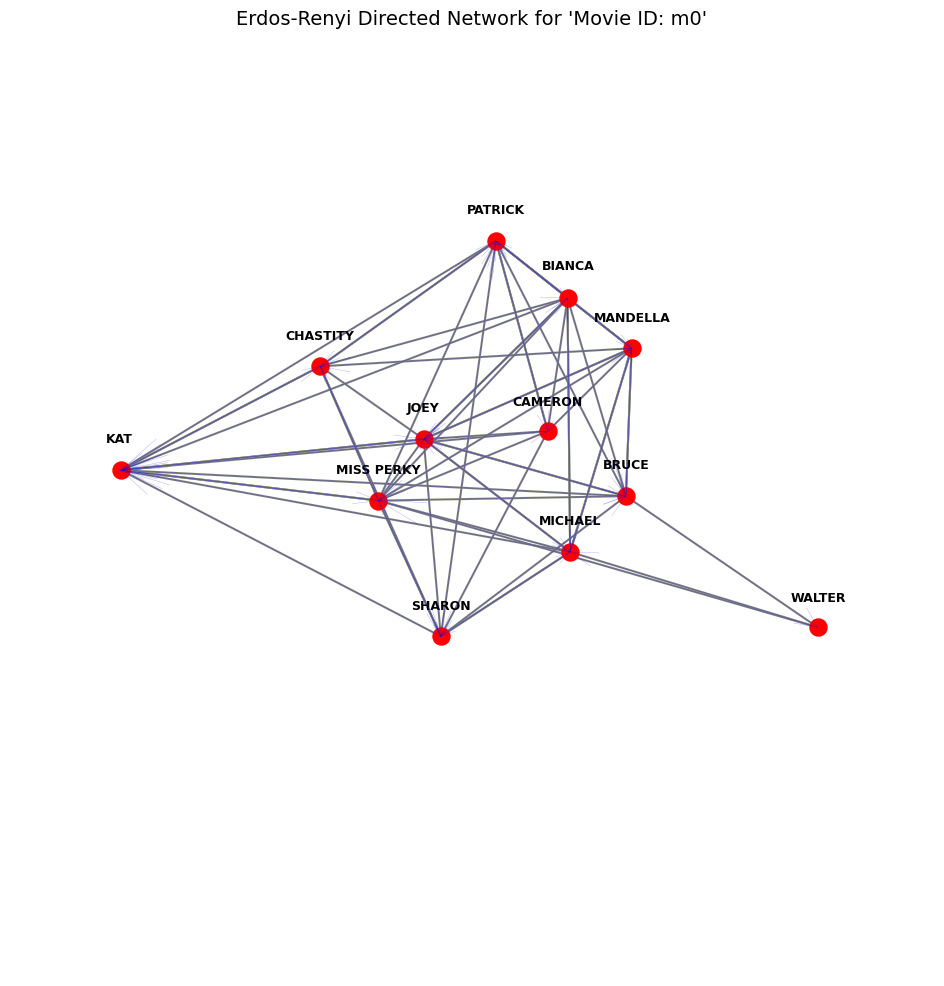 Erdos-Renyi Directed Network for 'Movie ID: m0'
PATRICK
BIANCA
MANDELLA
CHASTITY
CAMERON
JOEY
KAT
BRUCE
MISS PERKY
MICHAEL
WALTER
SHARON